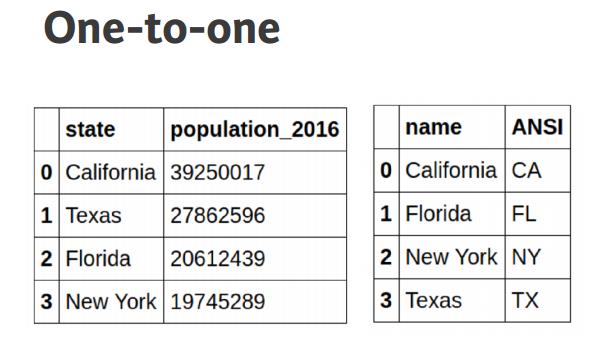 One-to-one
state population_2016
0 California 39250017
1 Texas 27862596
2 Florida 20612439
3 New York 19745289
name ANSI
0 California CA
1 Florida FL
2 New York NY
3 Texas TX